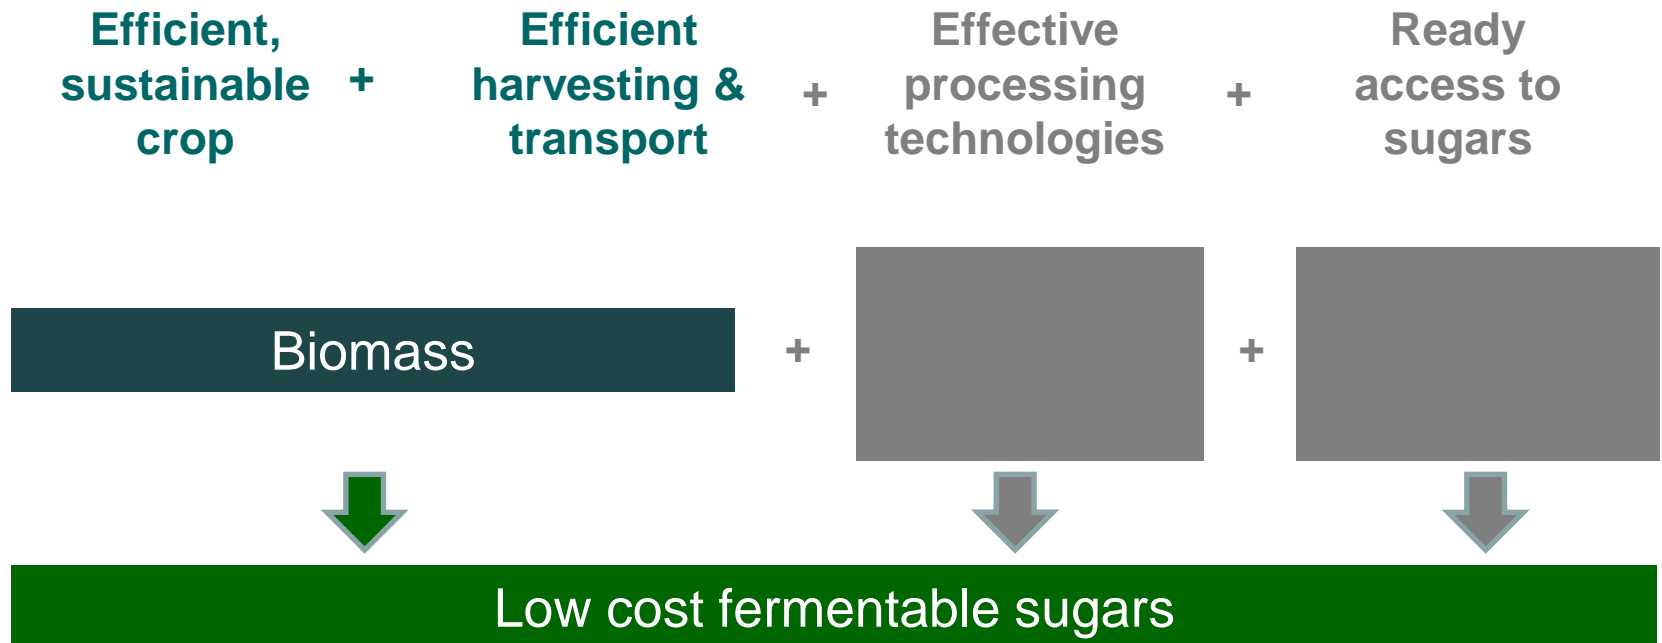 Efficient,
sustainable
crop
+
Efficient
harvesting &
transport
+
Effective
processing
technologies
+
Ready
access to
sugars
Biomass
+
+
Low cost fermentable sugars